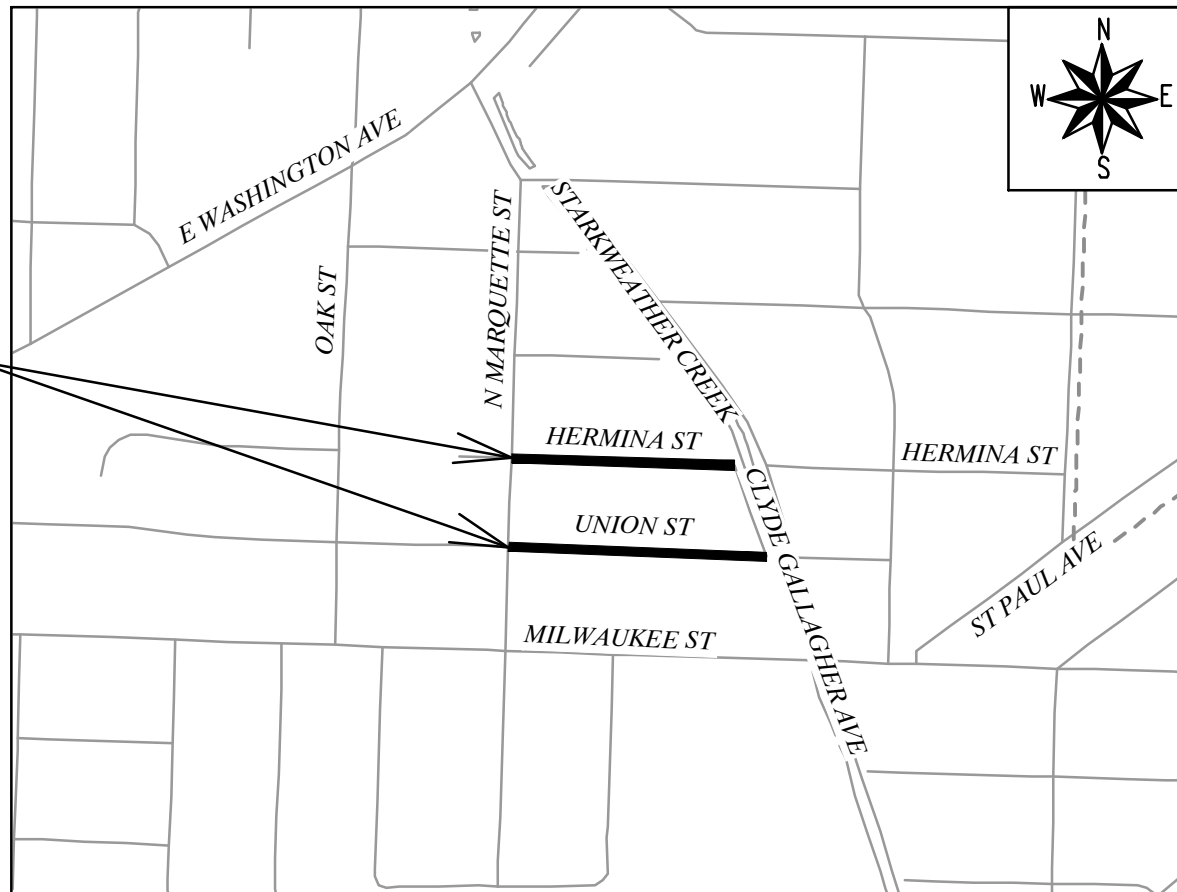 N
W
E
S
E WASHINGTON AVE
OAK ST
N MARQUETTE ST
STARKWEATHER CREEK
HERMINA ST
HERMINA ST
CLYDE GALLAGHER AVE
UNION ST
ST PAUL AVE
MILWAUKEE ST